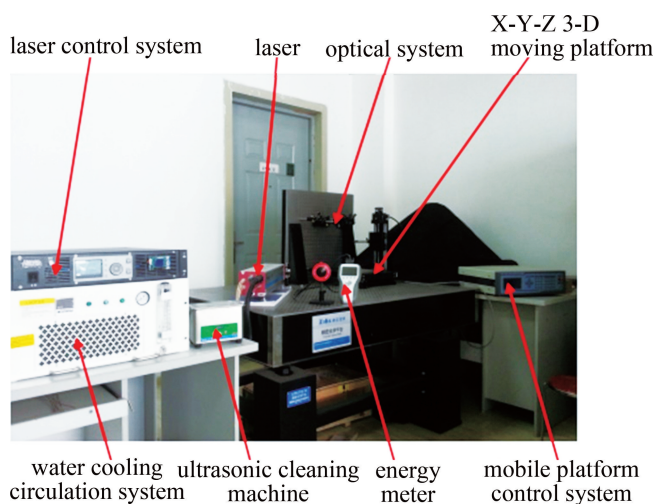 X-Y-Z 3-D
laser control system
laser
optical system
moving platform
water cooling
circulation system
ultrasonic cleaning
machine
energy
meter
mobile platform
control system